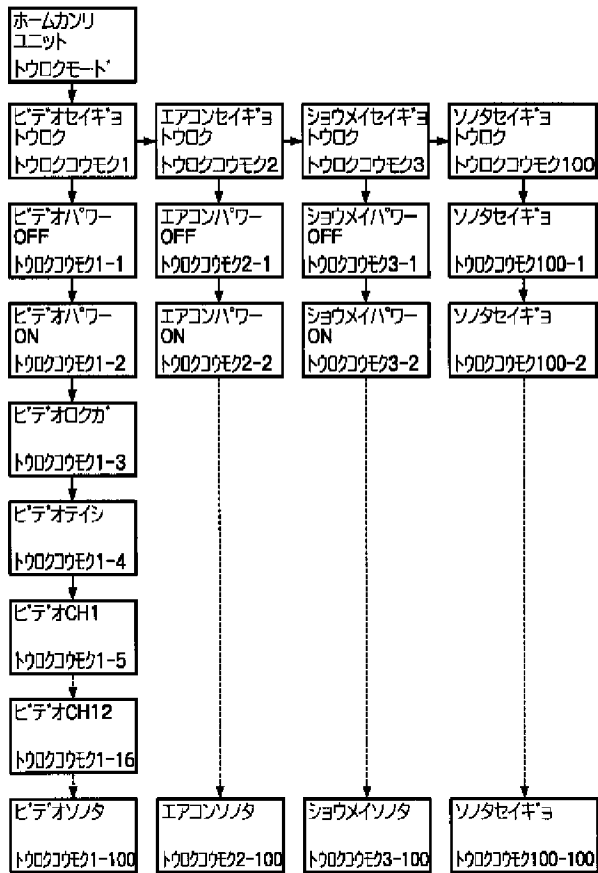 ホームカンリ
ユニット
トウロクモード
ビデオセイギョ
トウロク
トウロクコウモク1
エアコンセイギョ
トウロク
トウロクコウモク2
ショウメイセイギョ
トウロク
トウロクコウモク3
ソノタセイギョ
トウロク
トウロクコウモク100
ビデオパワー
OFF
トウロクコウモク1-1
エアコンパワー
OFF
トウロクコウモク2-1
ショウメイパワー
OFF
トウロクコウモク3-1
ソノタセイギョ
トウロクコウモク100-1
ビデオパワー
ON
トウロクコウモク1-2
エアコンパワー
ON
トウロクコウモク2-2
ショウメイパワー
ON
トウロクコウモク3-2
ソノタセイギョ
トウロクコウモク100-2
ビデオロクガ
トウロクコウモク1-3
ビデオテイシ
トウロクコウモク1-4
ビデオCH1
トウロクコウモク1-5
ビデオCH12
トウロクコウモク1-16
ビデオソノタ
トウロクコウモク1-100
エアコンソノタ
トウロクコウモク2-100
ショウメイソノタ
トウロクコウモク3-100
ソノタセイギョ
トウロクコウモク100-100